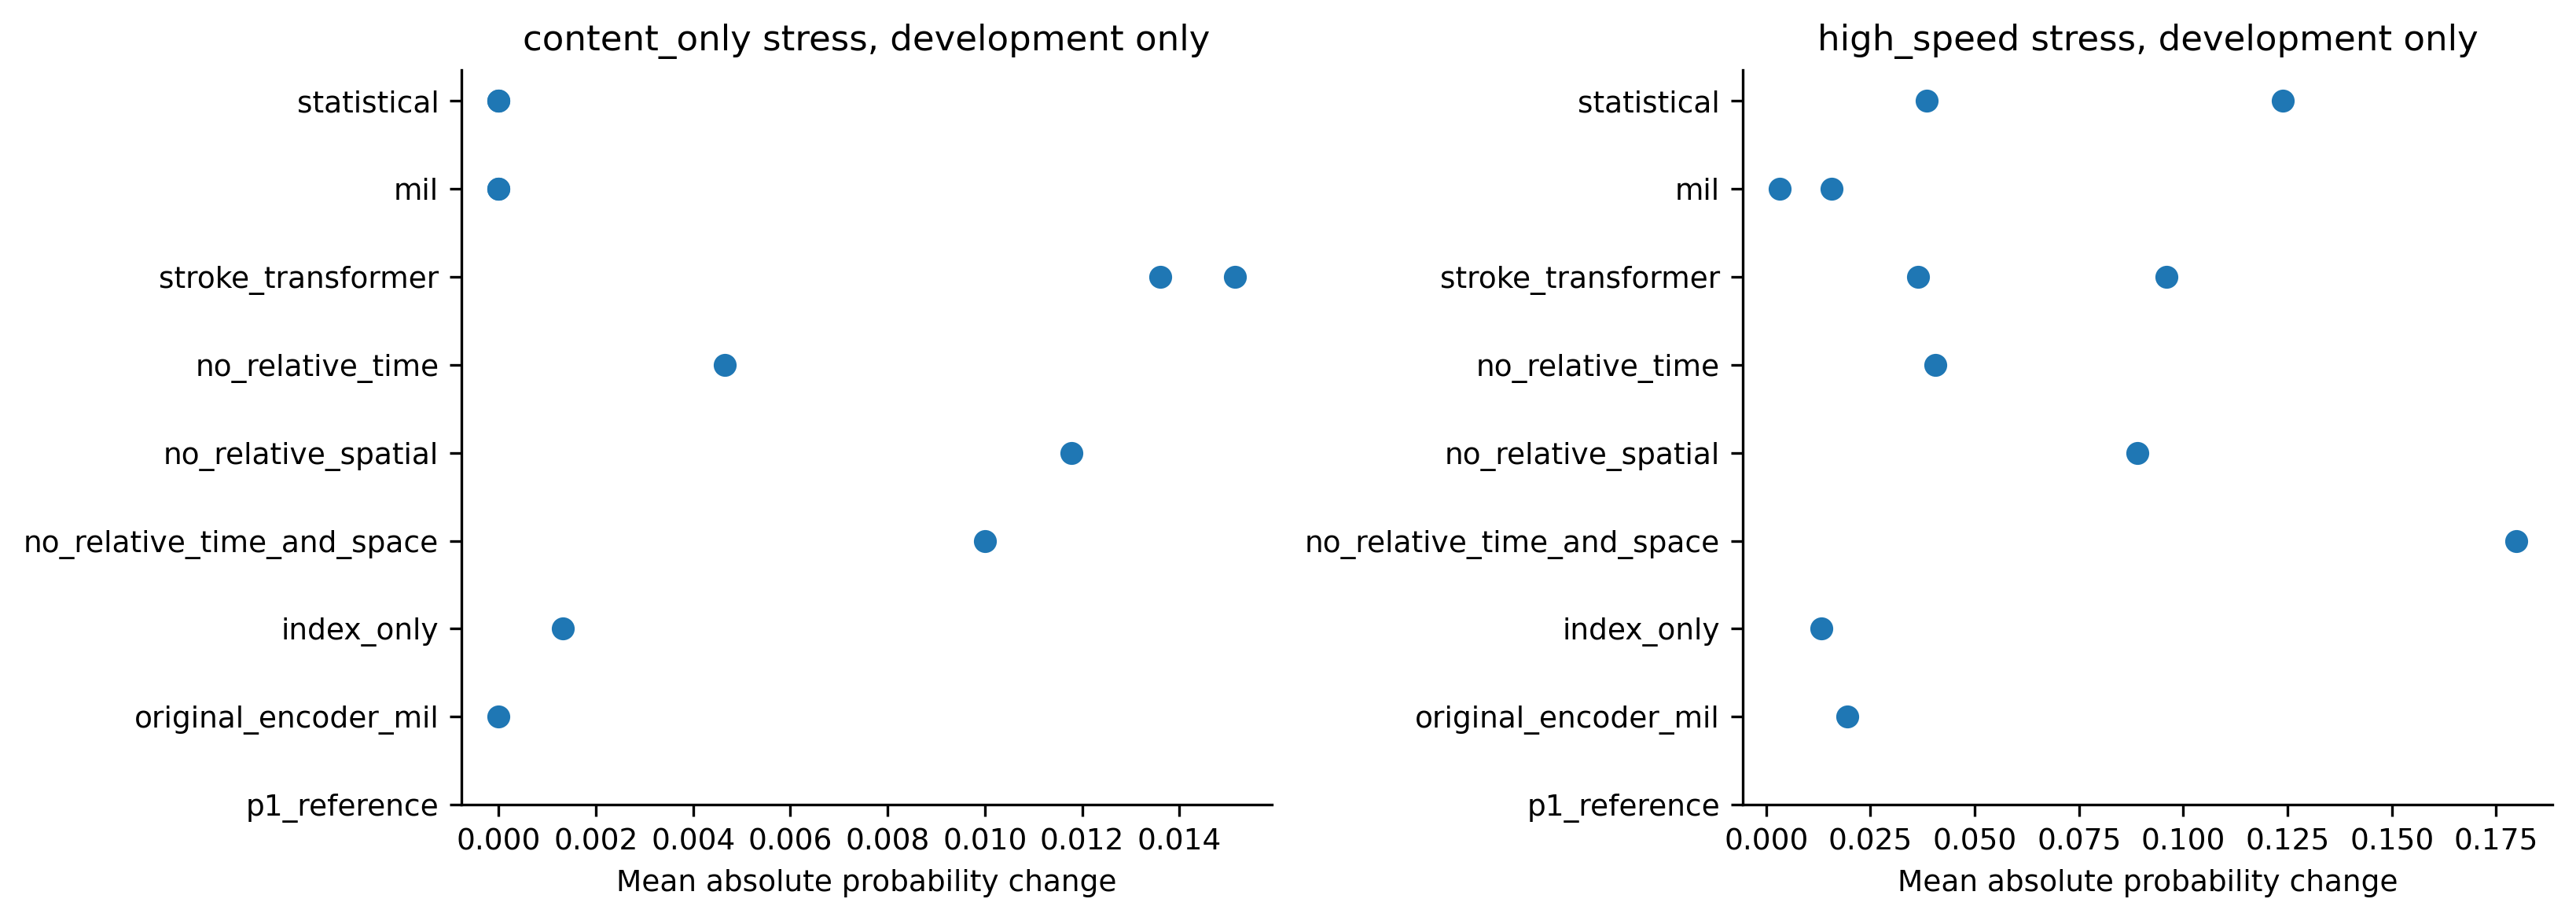 content_only stress, development only
statistical
mil
stroke_transformer
no_relative_time
no_relative_spatial
no_relative_time_and_space
index_only
original_encoder_mil
p1_reference
0.000 0.002 0.004 0.006 0.008 0.010 0.012 0.014
Mean absolute probability change
high_speed stress, development only
statistical
mil
stroke_transformer
no_relative_time
no_relative_spatial
no_relative_time_and_space
index_only
original_encoder_mil
p1_reference
0.000 0.025 0.050 0.075 0.100 0.125 0.150 0.175
Mean absolute probability change